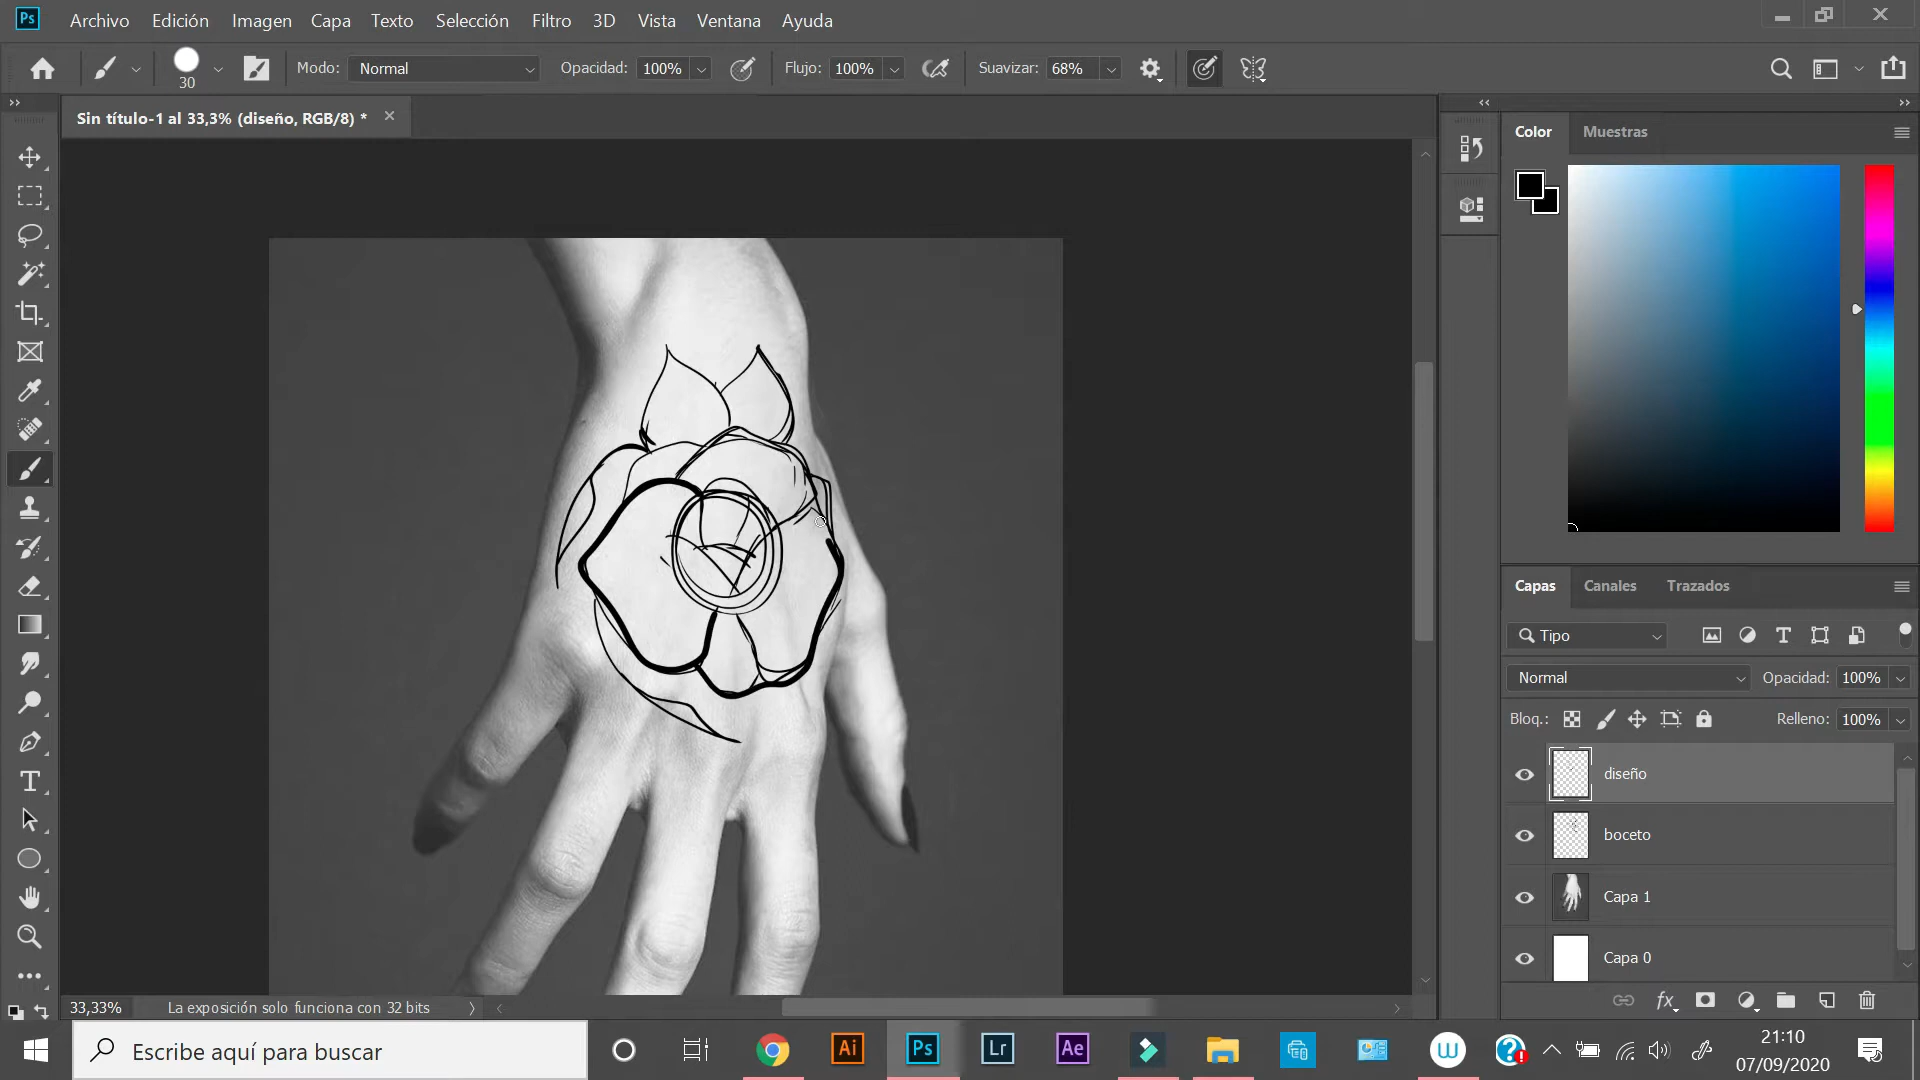 Ps Archivo Edición Imagen Capa Texto Selección Filtro 3D Vista Ventana Ayuda
30 Modo: Normal Opacidad: 100% Flujo: 100% Suavizar: 68%
Sin título-1 al 33,3% (diseño, RGB/8) *
Color Muestras
Capas Canales Trazados
Tipo
Normal Opacidad: 100%
Bloq.: Relleno: 100%
diseño
boceto
Capa 1
Capa 0
33,33% La exposición solo funciona con 32 bits
Escribe aquí para buscar
Ai Ps Lr Ae
21:10
07/09/2020